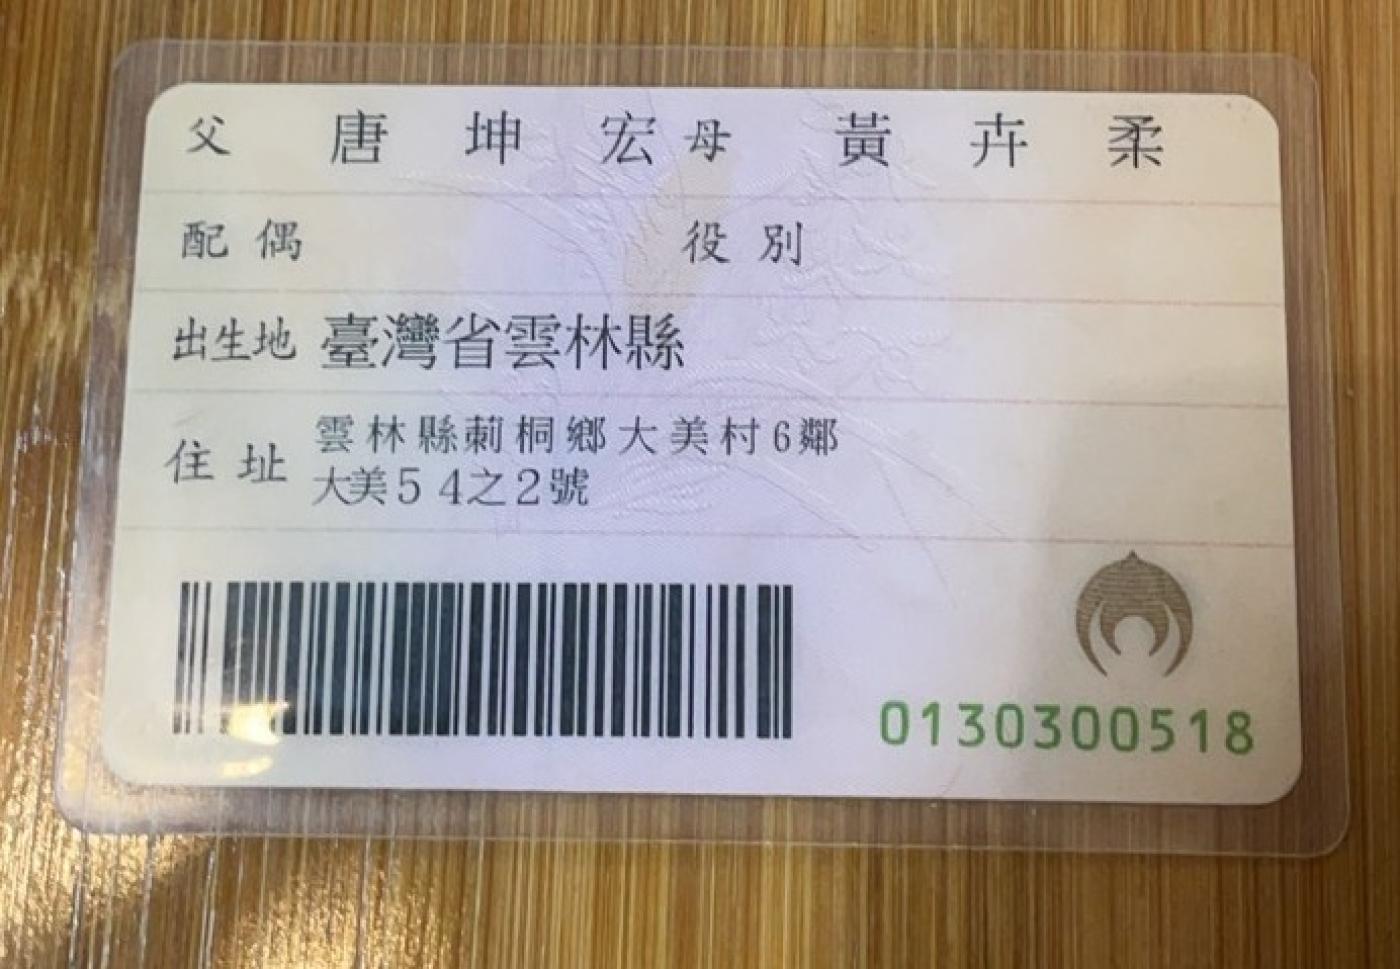 父 唐坤宏 母 黃卉柔
配偶 役別
出生地 臺灣省雲林縣
住址 雲林縣莿桐鄉大美村6鄰
大美54之2號
0130300518